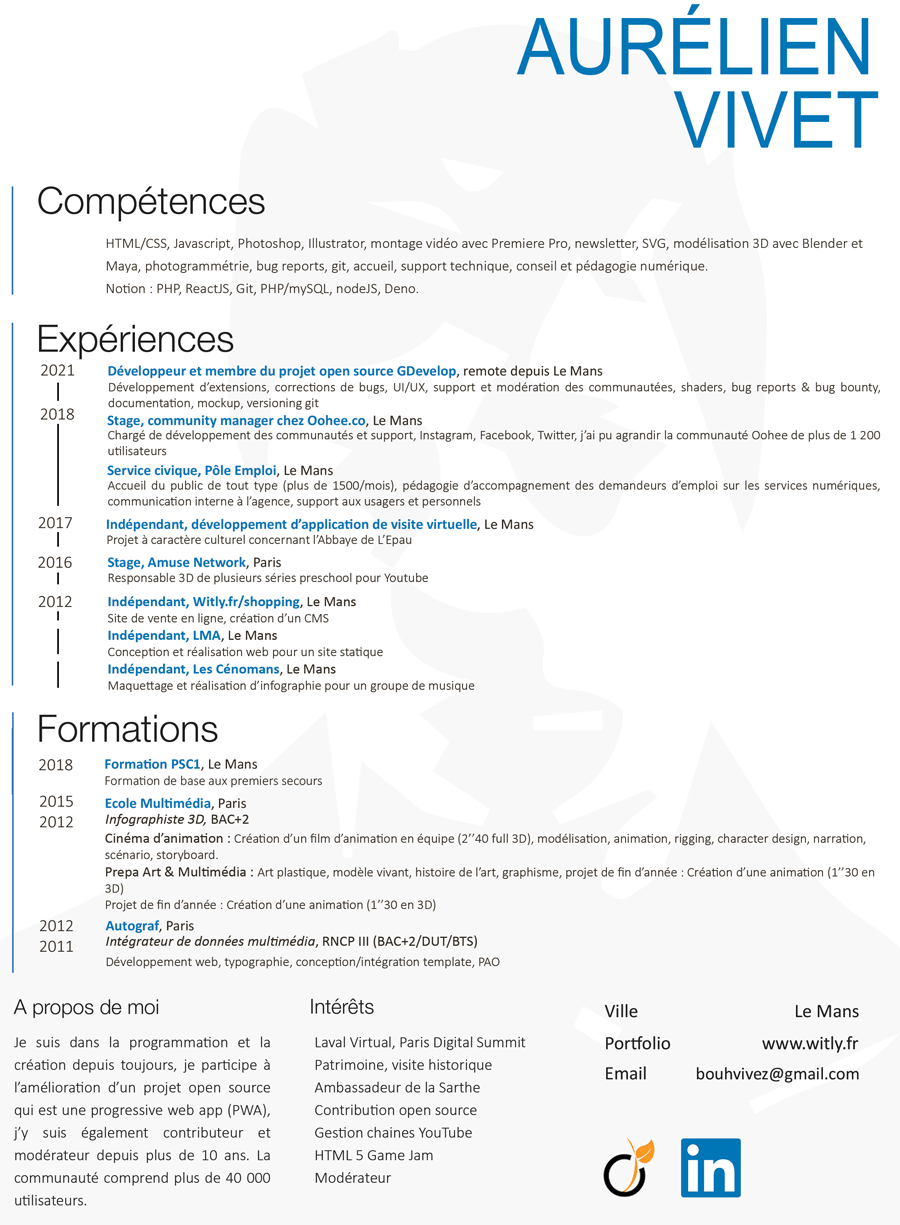 AURÉLIEN
VIVET
Compétences
HTML/CSS, Javascript, Photoshop, Illustrator, montage vidéo avec Premiere Pro, newsletter, SVG, modélisation 3D avec Blender et
Maya, photogrammétrie, bug reports, git, accueil, support technique, conseil et pédagogie numérique.
Notion : PHP, ReactJS, Git, PHP/mySQL, nodeJS, Deno.
Expériences
2021
Développeur et membre du projet open source GDevelop, remote depuis Le Mans
Développement d’extensions, corrections de bugs, UI/UX, support et modération des communautées, shaders, bug reports & bug bounty,
documentation, mockup, versioning git
2018
Stage, community manager chez Oohee.co, Le Mans
Chargé de développement des communautés et support, Instagram, Facebook, Twitter, j’ai pu agrandir la communauté Oohee de plus de 1 200
utilisateurs
Service civique, Pôle Emploi, Le Mans
Accueil du public de tout type (plus de 1500/mois), pédagogie d’accompagnement des demandeurs d’emploi sur les services numériques,
communication interne à l’agence, support aux usagers et personnels
2017
Indépendant, développement d’application de visite virtuelle, Le Mans
Projet à caractère culturel concernant l’Abbaye de L’Epau
2016
Stage, Amuse Network, Paris
Responsable 3D de plusieurs séries preschool pour Youtube
2012
Indépendant, Witly.fr/shopping, Le Mans
Site de vente en ligne, création d’un CMS
Indépendant, LMA, Le Mans
Conception et réalisation web pour un site statique
Indépendant, Les Cénomans, Le Mans
Maquettage et réalisation d’infographie pour un groupe de musique
Formations
2018
Formation PSC1, Le Mans
Formation de base aux premiers secours
2015
Ecole Multimédia, Paris
2012
Infographiste 3D, BAC+2
Cinéma d’animation : Création d’un film d’animation en équipe (2’’40 full 3D), modélisation, animation, rigging, character design, narration,
scénario, storyboard.
Prepa Art & Multimédia : Art plastique, modèle vivant, histoire de l’art, graphisme, projet de fin d’année : Création d’une animation (1’’30 en
3D)
Projet de fin d’année : Création d’une animation (1’’30 en 3D)
2012
Autograf, Paris
2011
Intégrateur de données multimédia, RNCP III (BAC+2/DUT/BTS)
Développement web, typographie, conception/intégration template, PAO
A propos de moi
Je suis dans la programmation et la
création depuis toujours, je participe à
l’amélioration d’un projet open source
qui est une progressive web app (PWA),
j’y suis également contributeur et
modérateur depuis plus de 10 ans. La
communauté comprend plus de 40 000
utilisateurs.
Intérêts
Laval Virtual, Paris Digital Summit
Patrimoine, visite historique
Ambassadeur de la Sarthe
Contribution open source
Gestion chaines YouTube
HTML 5 Game Jam
Modérateur
Ville Le Mans
Portfolio www.witly.fr
Email bouhvivez@gmail.com
in